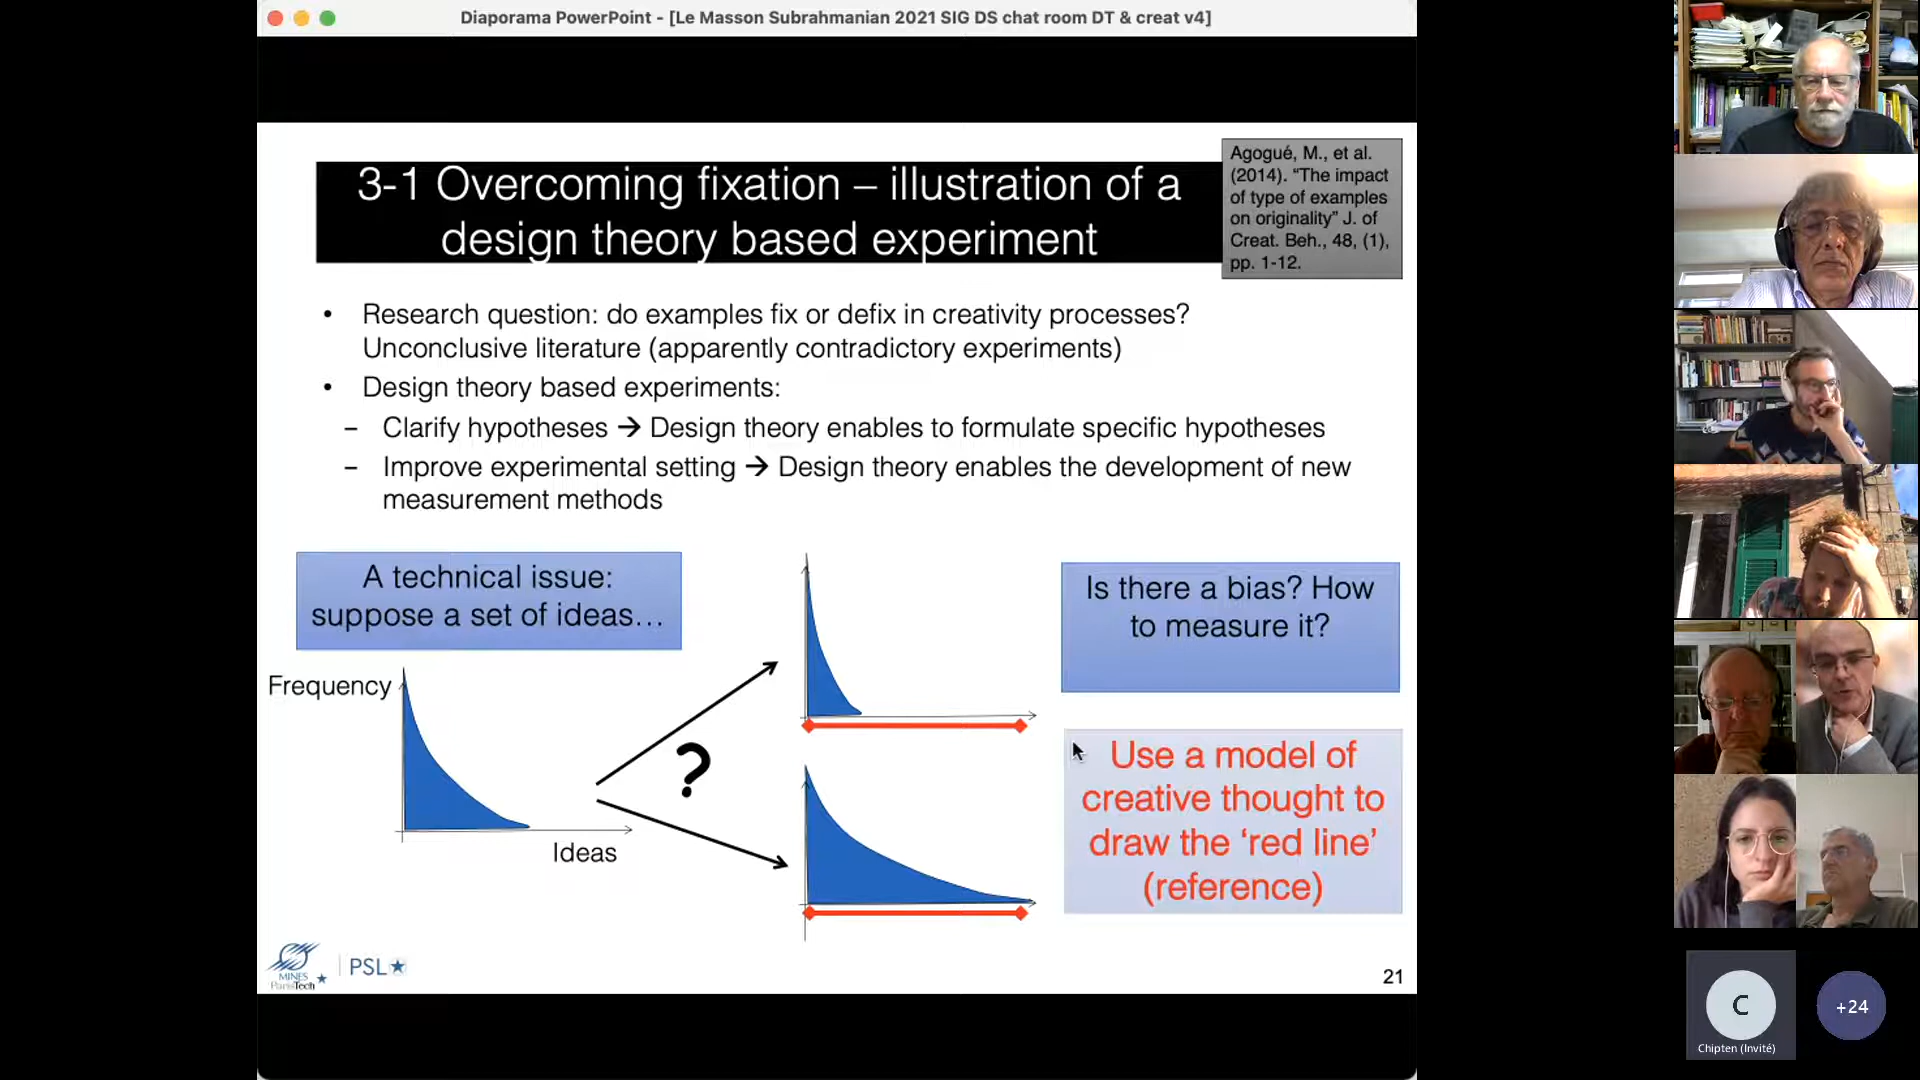 Diaporama PowerPoint - [Le Masson Subrahmanian 2021 SIG DS chat room DT & creat v4]
3-1 Overcoming fixation – illustration of a
design theory based experiment
Agogué, M., et al.
(2014). “The impact
of type of examples
on originality” J. of
Creat. Beh., 48, (1),
pp. 1-12.
• Research question: do examples fix or defix in creativity processes?
Unconclusive literature (apparently contradictory experiments)
• Design theory based experiments:
– Clarify hypotheses → Design theory enables to formulate specific hypotheses
– Improve experimental setting → Design theory enables the development of new
measurement methods
A technical issue:
suppose a set of ideas…
Is there a bias? How
to measure it?
Frequency
?
Ideas
Use a model of
creative thought to
draw the ‘red line’
(reference)
MINES
ParisTech
PSL★
21
C
Chipten (Invité)
+24